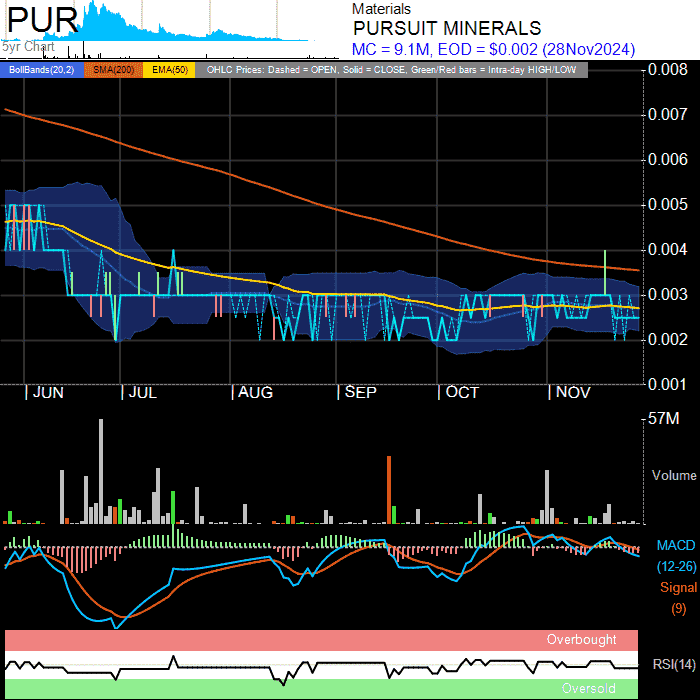 PUR
5yr Chart
Materials
PURSUIT MINERALS
MC = 9.1M, EOD = $0.002 (28Nov2024)
BollBands(20,2) SMA(200) EMA(50) OHLC Prices: Dashed = OPEN, Solid = CLOSE, Green/Red bars = Intra-day HIGH/LOW
0.008
0.007
0.006
0.005
0.004
0.003
0.002
0.001
JUN JUL AUG SEP OCT NOV
57M
Volume
MACD
(12-26)
Signal
(9)
Overbought
RSI(14)
Oversold